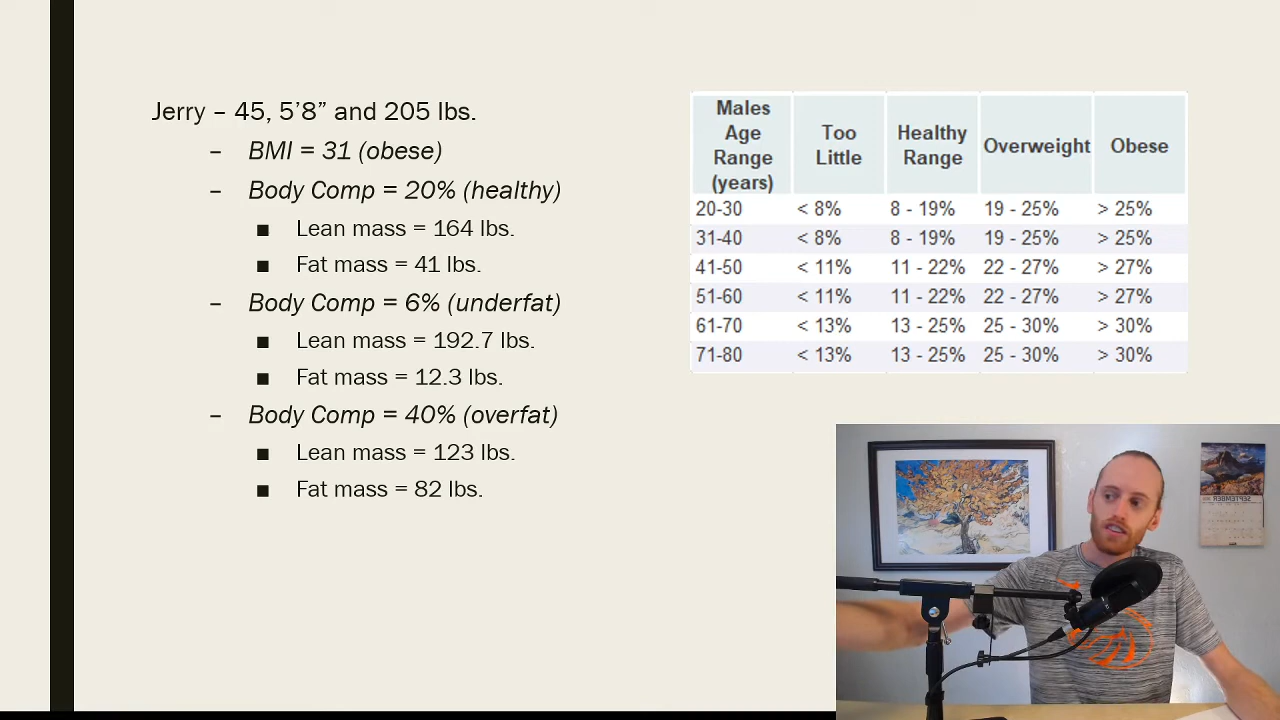 Jerry – 45, 5’8” and 205 lbs.
– BMI = 31 (obese)
– Body Comp = 20% (healthy)
■ Lean mass = 164 lbs.
■ Fat mass = 41 lbs.
– Body Comp = 6% (underfat)
■ Lean mass = 192.7 lbs.
■ Fat mass = 12.3 lbs.
– Body Comp = 40% (overfat)
■ Lean mass = 123 lbs.
■ Fat mass = 82 lbs.
Males Age Range (years) Too Little Healthy Range Overweight Obese
20-30 < 8% 8 - 19% 19 - 25% > 25%
31-40 < 8% 8 - 19% 19 - 25% > 25%
41-50 < 11% 11 - 22% 22 - 27% > 27%
51-60 < 11% 11 - 22% 22 - 27% > 27%
61-70 < 13% 13 - 25% 25 - 30% > 30%
71-80 < 13% 13 - 25% 25 - 30% > 30%
SEPTEMBER